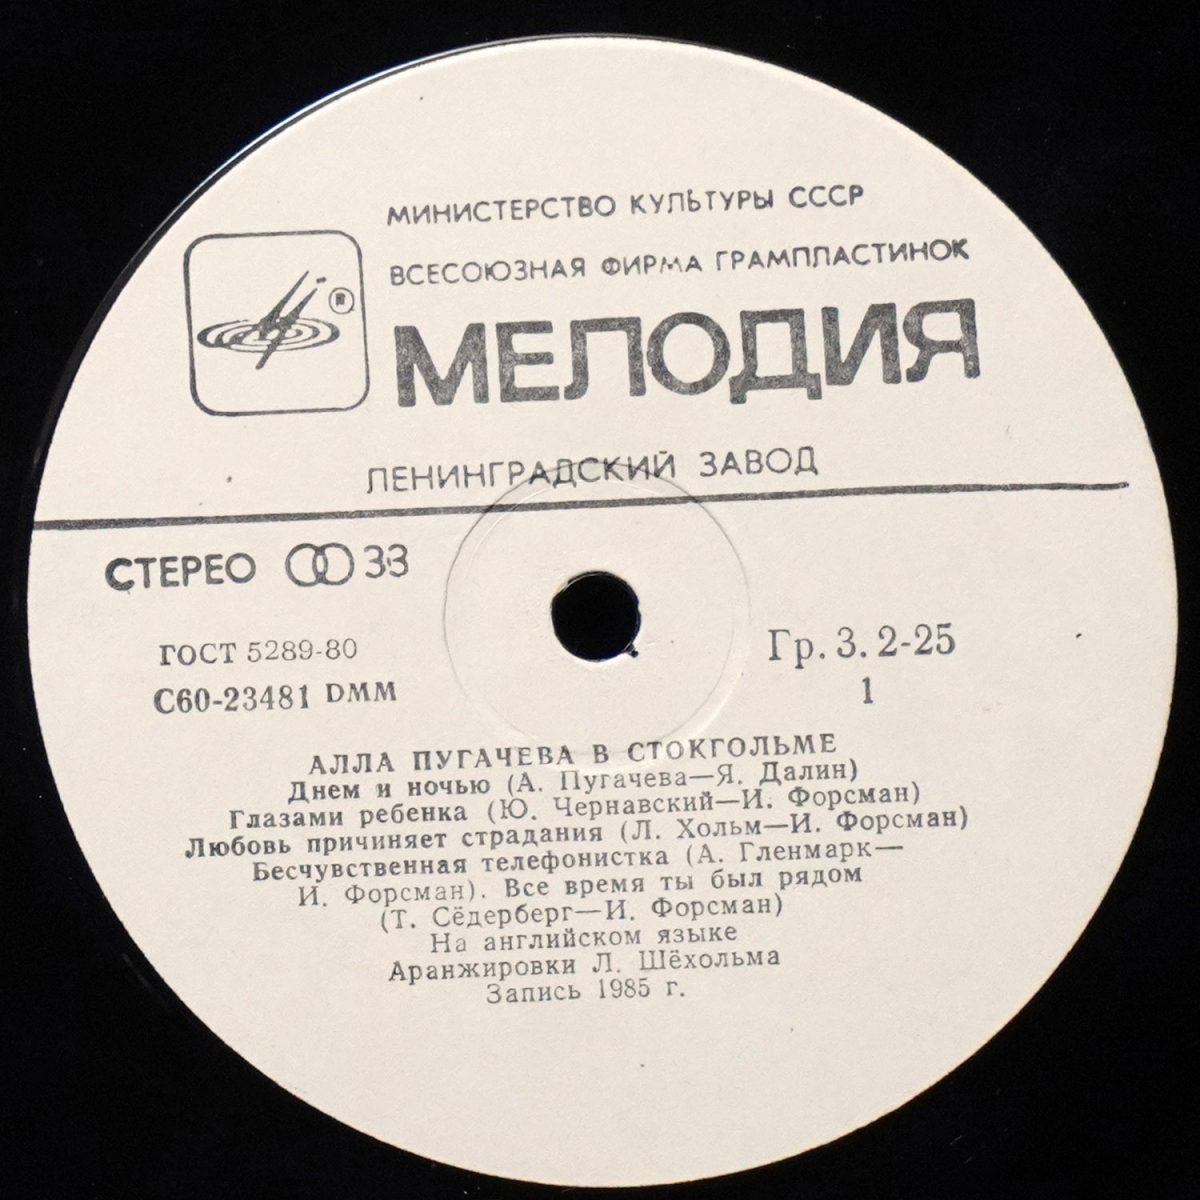 МИНИСТЕРСТВО КУЛЬТУРЫ СССР
ВСЕСОЮЗНАЯ ФИРМА ГРАМПЛАСТИНОК
®
МЕЛОДИЯ
ЛЕНИНГРАДСКИЙ ЗАВОД
СТЕРЕО 33
ГОСТ 5289-80
Гр. 3. 2-25
С60-23481 DMM
1
АЛЛА ПУГАЧЕВА В СТОКГОЛЬМЕ
Днем и ночью (А. Пугачева—Я. Далин)
Глазами ребенка (Ю. Чернавский—И. Форсман)
Любовь причиняет страдания (Л. Хольм—И. Форсман)
Бесчувственная телефонистка (А. Гленмарк—
И. Форсман). Все время ты был рядом
(Т. Сёдерберг—И. Форсман)
На английском языке
Аранжировки Л. Шёхольма
Запись 1985 г.